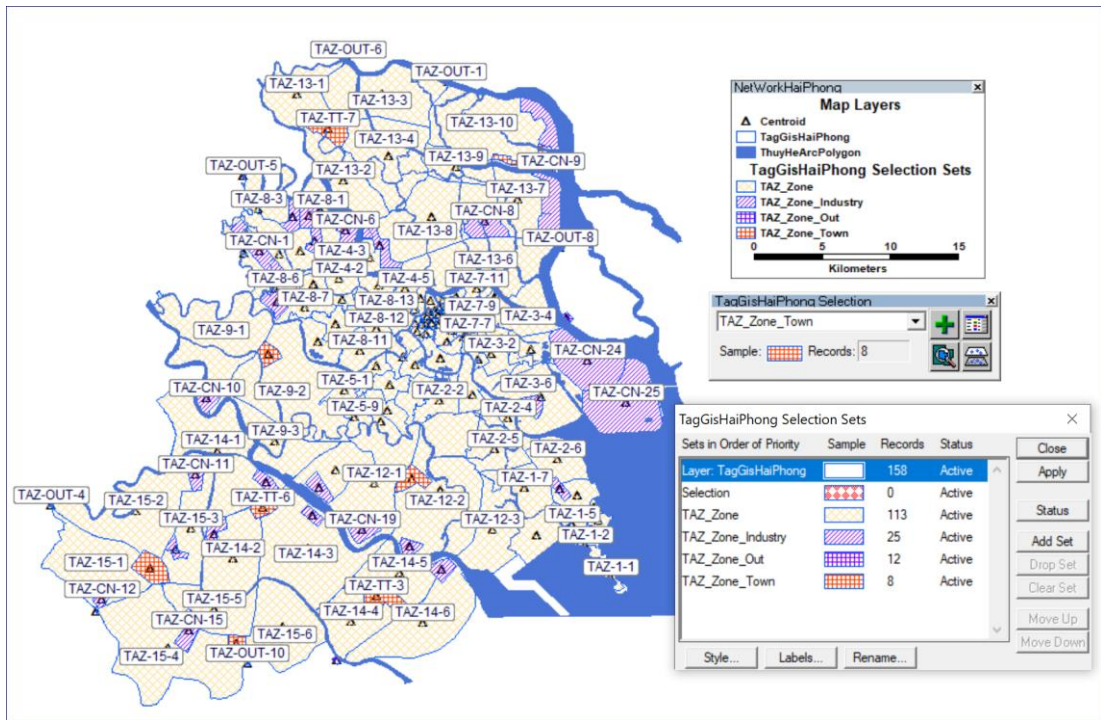 TAZ-OUT-6
TAZ-OUT-1
TAZ-13-1
TAZ-13-3
TAZ-TT-7
TAZ-13-10
TAZ-13-4
TAZ-OUT-5
TAZ-13-9
TAZ-CN-9
TAZ-13-2
TAZ-8-3
TAZ-8-1
TAZ-13-7
TAZ-CN-6
TAZ-CN-8
TAZ-CN-1
TAZ-4-3
TAZ-13-8
TAZ-OUT-8
TAZ-4-2
TAZ-13-6
TAZ-8-6
TAZ-4-5
TAZ-7-11
TAZ-8-7
TAZ-8-13
TAZ-7-9
TAZ-9-1
TAZ-8-12
TAZ-7-7
TAZ-3-4
TAZ-8-11
TAZ-3-2
TAZ-CN-24
TAZ-CN-10
TAZ-9-2
TAZ-5-1
TAZ-2-2
TAZ-3-6
TAZ-CN-25
TAZ-5-9
TAZ-2-4
TAZ-14-1
TAZ-9-3
TAZ-2-5
TAZ-2-6
TAZ-CN-11
TAZ-12-1
TAZ-1-7
TAZ-OUT-4
TAZ-15-2
TAZ-TT-6
TAZ-12-2
TAZ-15-3
TAZ-CN-19
TAZ-12-3
TAZ-1-5
TAZ-1-2
TAZ-15-1
TAZ-14-2
TAZ-14-3
TAZ-14-5
TAZ-1-1
TAZ-CN-12
TAZ-TT-3
TAZ-15-5
TAZ-14-4
TAZ-14-6
TAZ-CN-15
TAZ-15-6
TAZ-15-4
TAZ-OUT-10
NetWorkHaiPhong
Map Layers
Centroid
TagGisHaiPhong
ThuyHeArcPolygon
TagGisHaiPhong Selection Sets
TAZ_Zone
TAZ_Zone_Industry
TAZ_Zone_Out
TAZ_Zone_Town
0 5 10 15
Kilometers
TagGisHaiPhong Selection
TAZ_Zone_Town
Sample: Records: 8
TagGisHaiPhong Selection Sets
Sets in Order of Priority Sample Records Status
Layer: TagGisHaiPhong 158 Active
Selection 0 Active
TAZ_Zone 113 Active
TAZ_Zone_Industry 25 Active
TAZ_Zone_Out 12 Active
TAZ_Zone_Town 8 Active
Close
Apply
Status
Add Set
Drop Set
Clear Set
Move Up
Move Down
Style... Labels... Rename...